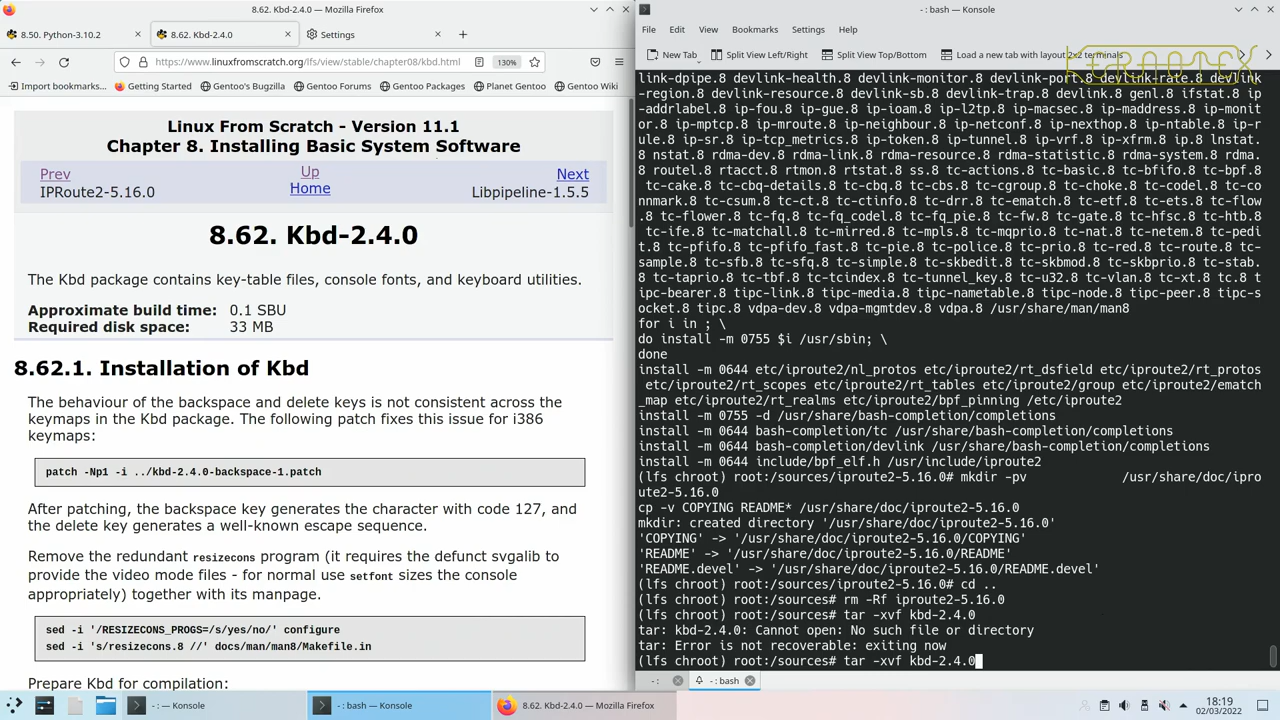 8.62. Kbd-2.4.0 — Mozilla Firefox
8.50. Python-3.10.2
8.62. Kbd-2.4.0
Settings
https://www.linuxfromscratch.org/lfs/view/stable/chapter08/kbd.html
130%
Import bookmarks...
Getting Started
Gentoo's Bugzilla
Gentoo Forums
Gentoo Packages
Planet Gentoo
Gentoo Wiki
Linux From Scratch - Version 11.1
Chapter 8. Installing Basic System Software
Prev
Up
Next
IPRoute2-5.16.0
Home
Libpipeline-1.5.5
8.62. Kbd-2.4.0
The Kbd package contains key-table files, console fonts, and keyboard utilities.
Approximate build time: 0.1 SBU
Required disk space: 33 MB
8.62.1. Installation of Kbd
The behaviour of the backspace and delete keys is not consistent across the
keymaps in the Kbd package. The following patch fixes this issue for i386
keymaps:
patch -Np1 -i ../kbd-2.4.0-backspace-1.patch
After patching, the backspace key generates the character with code 127, and
the delete key generates a well-known escape sequence.
Remove the redundant resizecons program (it requires the defunct svgalib to
provide the video mode files - for normal use setfont sizes the console
appropriately) together with its manpage.
sed -i '/RESIZECONS_PROGS=/s/yes/no/' configure
sed -i 's/resizecons.8 //' docs/man/man8/Makefile.in
Prepare Kbd for compilation:
- : bash — Konsole
File
Edit
View
Bookmarks
Settings
Help
New Tab
Split View Left/Right
Split View Top/Bottom
Load a new tab with layout 2x2 terminals
link-dpipe.8 devlink-health.8 devlink-monitor.8 devlink-port.8 devlink-rate.8 devlink
-region.8 devlink-resource.8 devlink-sb.8 devlink-trap.8 devlink.8 genl.8 ifstat.8 ip
-addrlabel.8 ip-fou.8 ip-gue.8 ip-ioam.8 ip-l2tp.8 ip-macsec.8 ip-maddress.8 ip-monit
or.8 ip-mptcp.8 ip-mroute.8 ip-neighbour.8 ip-netconf.8 ip-nexthop.8 ip-ntable.8 ip-r
ule.8 ip-sr.8 ip-tcp_metrics.8 ip-token.8 ip-tunnel.8 ip-vrf.8 ip-xfrm.8 ip.8 lnstat.
8 nstat.8 rdma-dev.8 rdma-link.8 rdma-resource.8 rdma-statistic.8 rdma-system.8 rdma.
8 routel.8 rtacct.8 rtmon.8 rtstat.8 ss.8 tc-actions.8 tc-basic.8 tc-bfifo.8 tc-bpf.8
tc-cake.8 tc-cbq-details.8 tc-cbq.8 tc-cbs.8 tc-cgroup.8 tc-choke.8 tc-codel.8 tc-co
nnmark.8 tc-csum.8 tc-ct.8 tc-ctinfo.8 tc-drr.8 tc-ematch.8 tc-etf.8 tc-ets.8 tc-flow
.8 tc-flower.8 tc-fq.8 tc-fq_codel.8 tc-fq_pie.8 tc-fw.8 tc-gate.8 tc-hfsc.8 tc-htb.
8 tc-ife.8 tc-matchall.8 tc-mirred.8 tc-mpls.8 tc-mqprio.8 tc-nat.8 tc-netem.8 tc-pedi
t.8 tc-pfifo.8 tc-pfifo_fast.8 tc-pie.8 tc-police.8 tc-prio.8 tc-red.8 tc-route.8 tc-
sample.8 tc-sfb.8 tc-sfq.8 tc-simple.8 tc-skbedit.8 tc-skbmod.8 tc-skbprio.8 tc-stab.
8 tc-taprio.8 tc-tbf.8 tc-tcindex.8 tc-tunnel_key.8 tc-u32.8 tc-vlan.8 tc-xt.8 tc.8 t
ipc-bearer.8 tipc-link.8 tipc-media.8 tipc-nametable.8 tipc-node.8 tipc-peer.8 tipc-s
ocket.8 tipc.8 vdpa-dev.8 vdpa-mgmtdev.8 vdpa.8 /usr/share/man/man8
for i in ; \
do install -m 0755 $i /usr/sbin; \
done
install -m 0644 etc/iproute2/nl_protos etc/iproute2/rt_dsfield etc/iproute2/rt_protos
etc/iproute2/rt_scopes etc/iproute2/rt_tables etc/iproute2/group etc/iproute2/ematch
_map etc/iproute2/rt_realms etc/iproute2/bpf_pinning /etc/iproute2
install -m 0755 -d /usr/share/bash-completion/completions
install -m 0644 bash-completion/tc /usr/share/bash-completion/completions
install -m 0644 bash-completion/devlink /usr/share/bash-completion/completions
install -m 0644 include/bpf_elf.h /usr/include/iproute2
(lfs chroot) root:/sources/iproute2-5.16.0# mkdir -pv /usr/share/doc/ipro
ute2-5.16.0
cp -v COPYING README* /usr/share/doc/iproute2-5.16.0
mkdir: created directory '/usr/share/doc/iproute2-5.16.0'
'COPYING' -> '/usr/share/doc/iproute2-5.16.0/COPYING'
'README' -> '/usr/share/doc/iproute2-5.16.0/README'
'README.devel' -> '/usr/share/doc/iproute2-5.16.0/README.devel'
(lfs chroot) root:/sources/iproute2-5.16.0# cd ..
(lfs chroot) root:/sources# rm -Rf iproute2-5.16.0
(lfs chroot) root:/sources# tar -xvf kbd-2.4.0
tar: kbd-2.4.0: Cannot open: No such file or directory
tar: Error is not recoverable: exiting now
(lfs chroot) root:/sources# tar -xvf kbd-2.4.0
- :
- : bash
- : — Konsole
- : bash — Konsole
8.62. Kbd-2.4.0 — Mozilla Firefox
18:19
02/03/2022